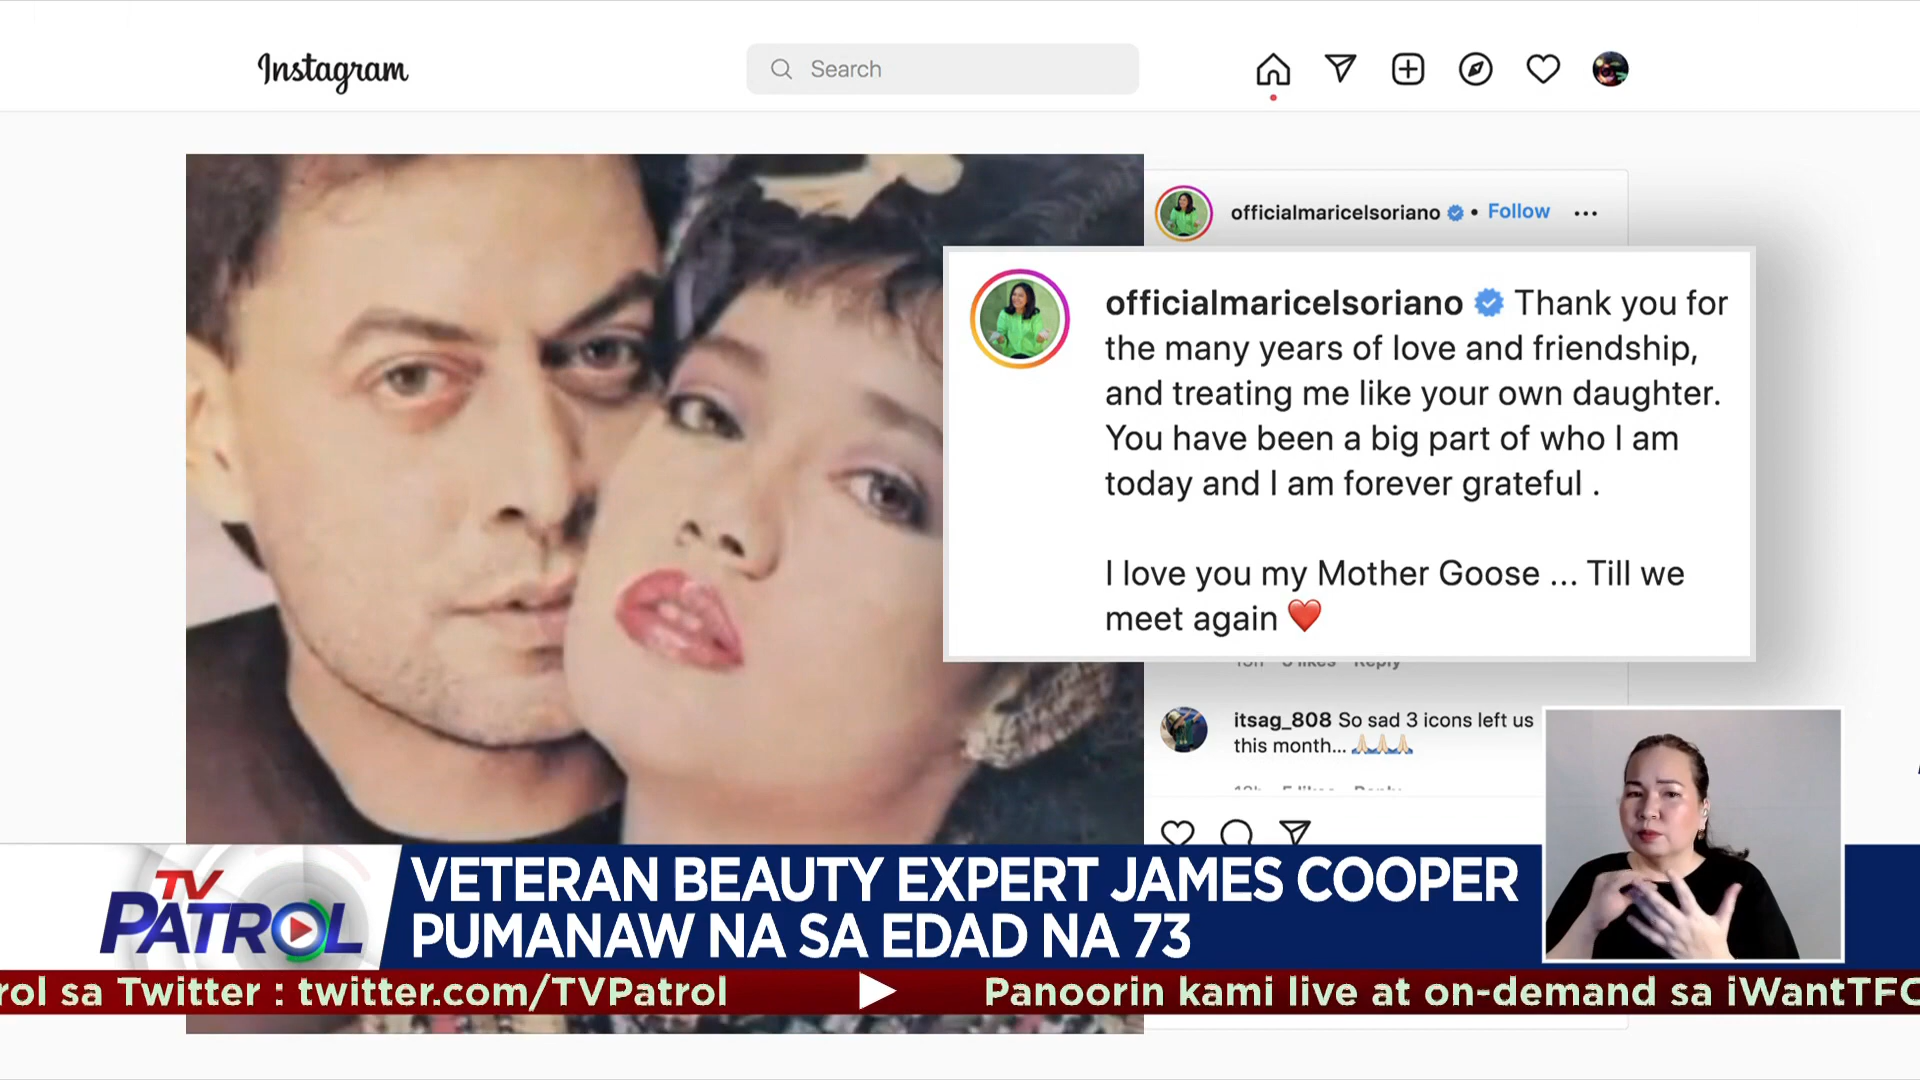 Instagram
Search
officialmaricelsoriano • Follow ...
officialmaricelsoriano Thank you for
the many years of love and friendship,
and treating me like your own daughter.
You have been a big part of who I am
today and I am forever grateful .
I love you my Mother Goose ... Till we
meet again ❤️
itsag_808 So sad 3 icons left us
this month... 🙏🏻🙏🏻🙏🏻
TV
PATROL
VETERAN BEAUTY EXPERT JAMES COOPER
PUMANAW NA SA EDAD NA 73
rol sa Twitter : twitter.com/TVPatrol
Panoorin kami live at on-demand sa iWantTFC